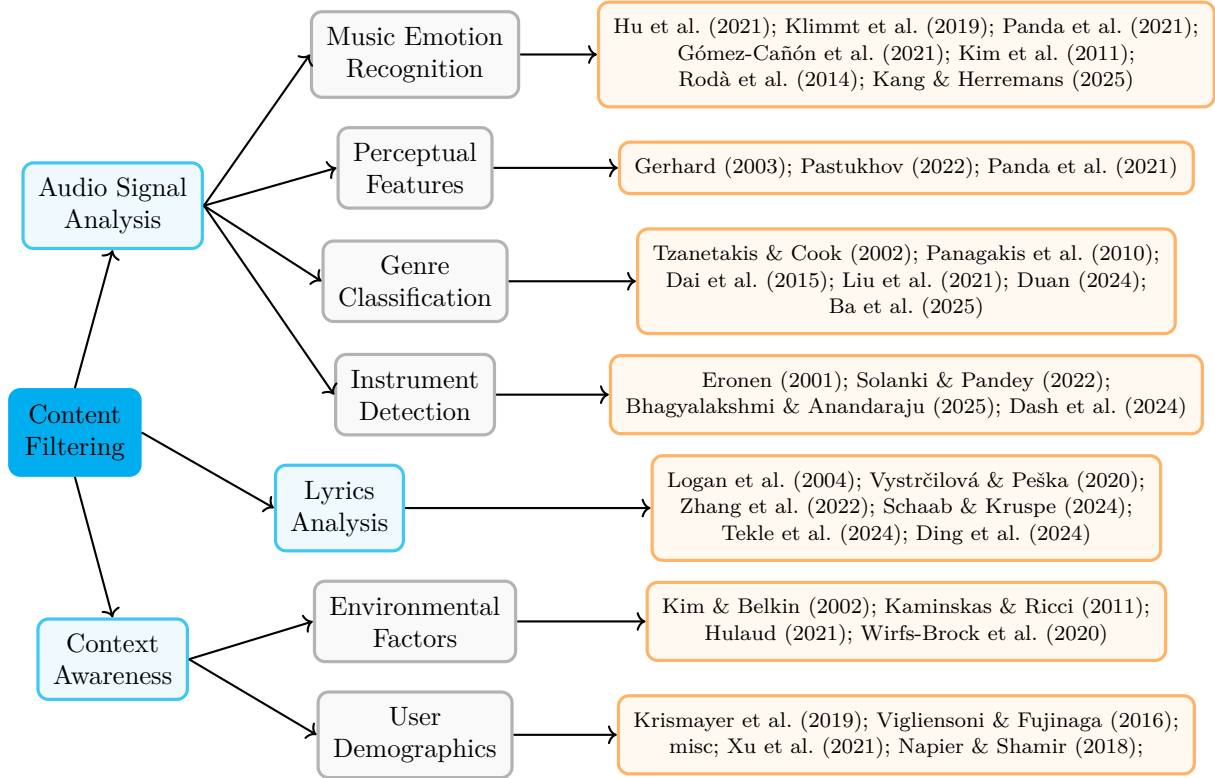 Music Emotion
Recognition
Hu et al. (2021); Klimmt et al. (2019); Panda et al. (2021);
Gómez-Cañón et al. (2021); Kim et al. (2011);
Rodà et al. (2014); Kang & Herremans (2025)
Perceptual
Features
Gerhard (2003); Pastukhov (2022); Panda et al. (2021)
Audio Signal
Analysis
Genre
Classification
Tzanetakis & Cook (2002); Panagakis et al. (2010);
Dai et al. (2015); Liu et al. (2021); Duan (2024);
Ba et al. (2025)
Instrument
Detection
Eronen (2001); Solanki & Pandey (2022);
Bhagyalakshmi & Anandaraju (2025); Dash et al. (2024)
Content
Filtering
Lyrics
Analysis
Logan et al. (2004); Vystrčilová & Peška (2020);
Zhang et al. (2022); Schaab & Kruspe (2024);
Tekle et al. (2024); Ding et al. (2024)
Environmental
Factors
Kim & Belkin (2002); Kaminskas & Ricci (2011);
Hulaud (2021); Wirfs-Brock et al. (2020)
Context
Awareness
User
Demographics
Krismayer et al. (2019); Vigliensoni & Fujinaga (2016);
misc; Xu et al. (2021); Napier & Shamir (2018);